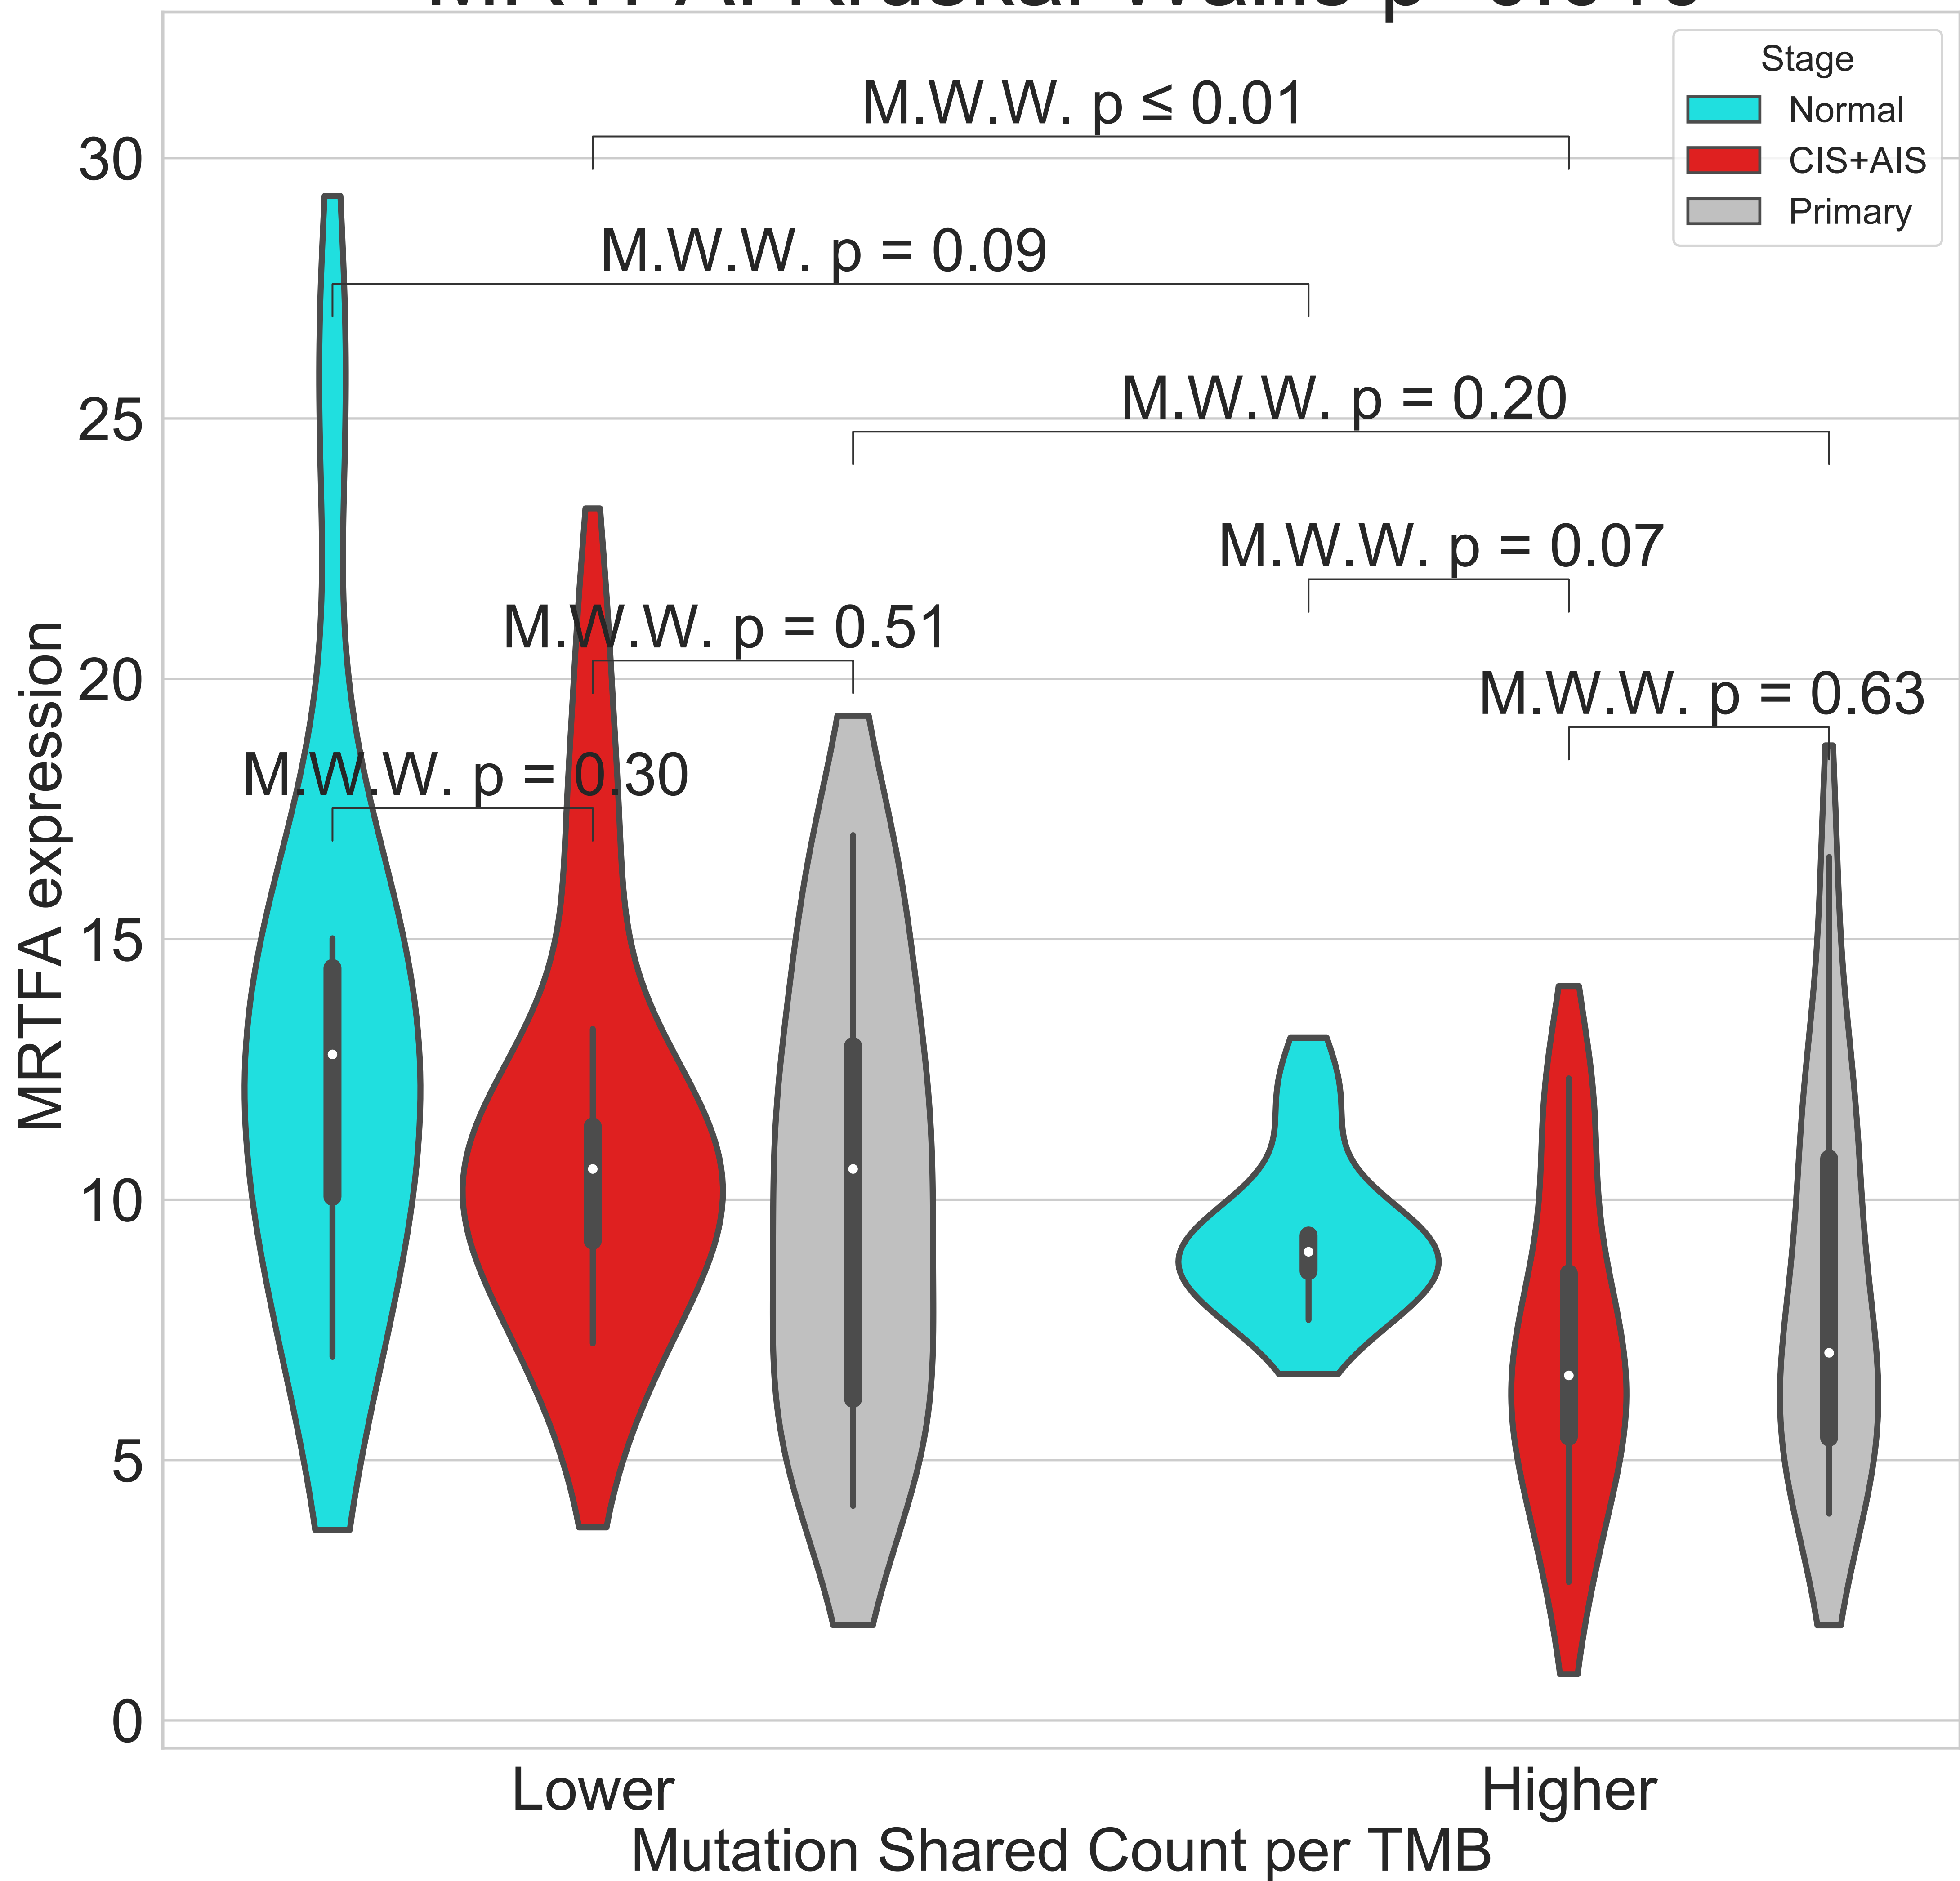 Stage
Normal
CIS+AIS
Primary
M.W.W. p ≤ 0.01
M.W.W. p = 0.09
M.W.W. p = 0.20
M.W.W. p = 0.07
M.W.W. p = 0.51
M.W.W. p = 0.63
M.W.W. p = 0.30
MRTFA expression
30
25
20
15
10
5
0
Lower
Higher
Mutation Shared Count per TMB